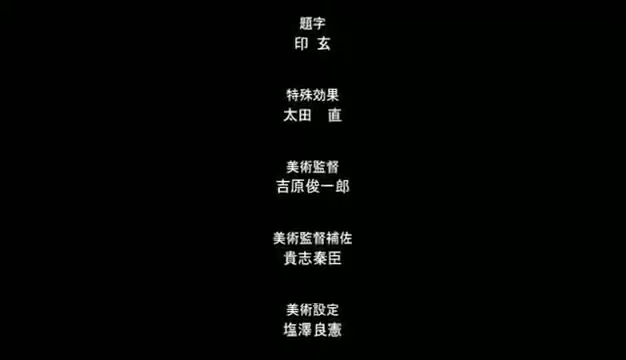 題字
印 玄
特殊効果
太田　直
美術監督
吉原俊一郎
美術監督補佐
貴志泰臣
美術設定
塩澤良憲